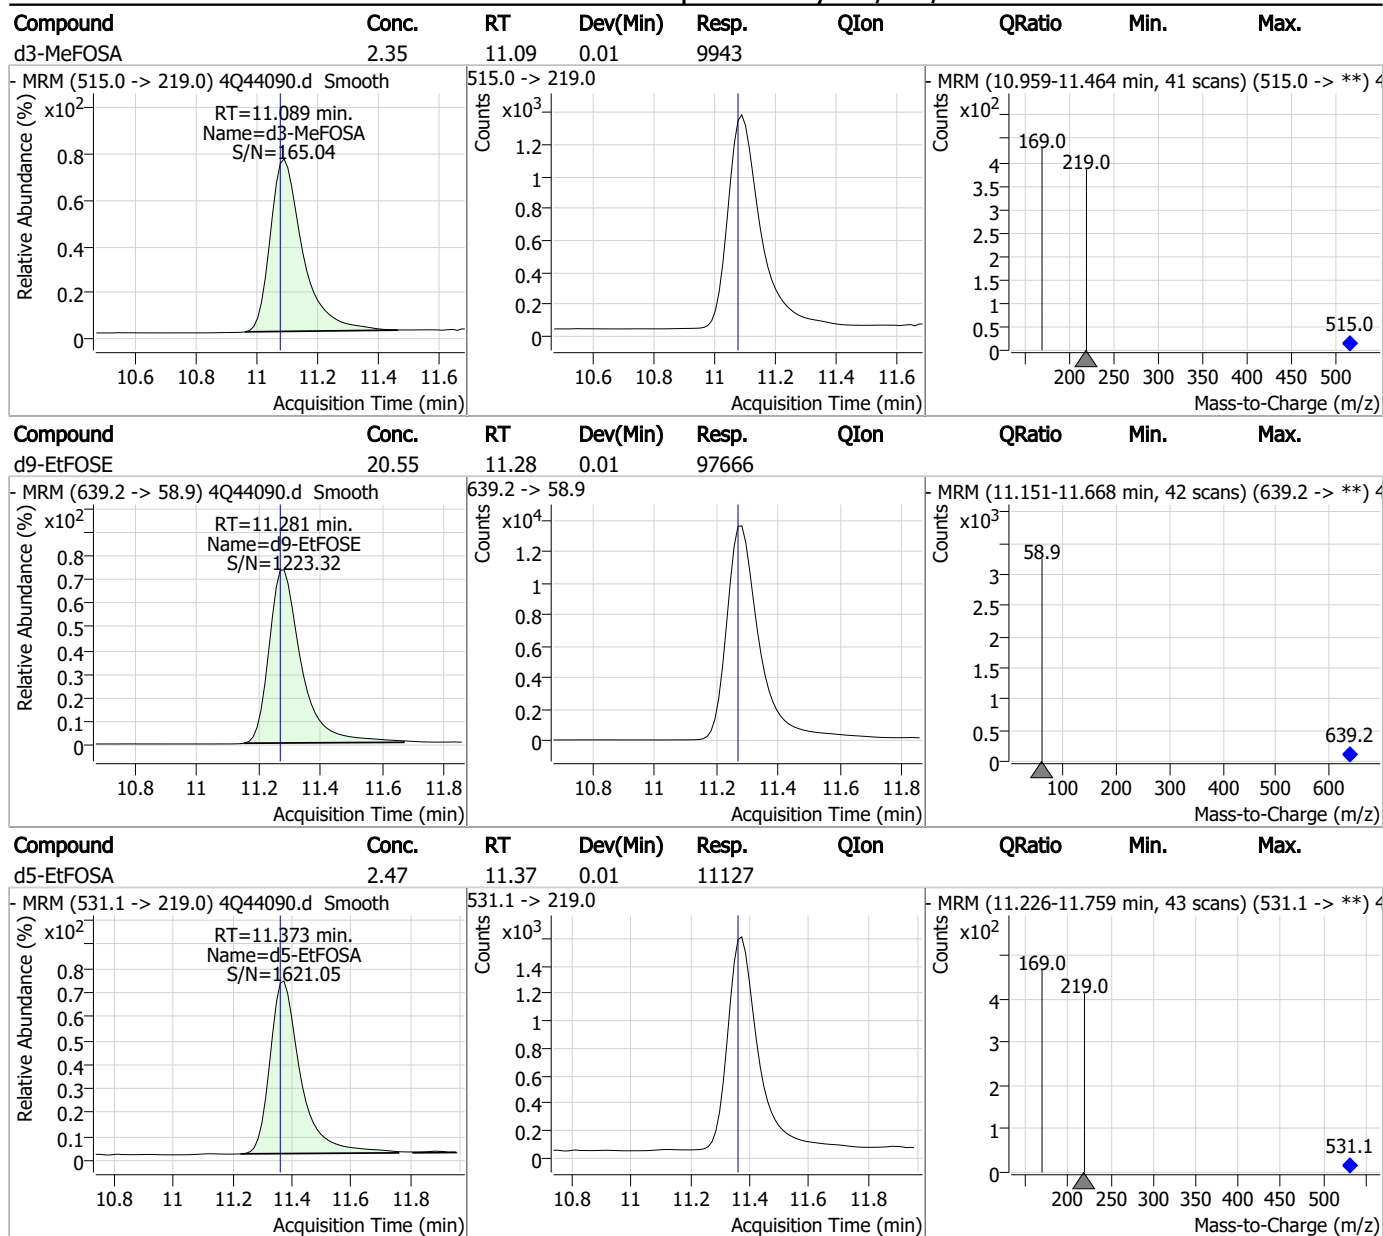 Compound Conc. RT Dev(Min) Resp. QIon QRatio Min. Max.
d3-MeFOSA 2.35 11.09 0.01 9943
- MRM (515.0 -> 219.0) 4Q44090.d Smooth
515.0 -> 219.0
- MRM (10.959-11.464 min, 41 scans) (515.0 -> **) 4
Relative Abundance (%)
x10²
RT=11.089 min.
Name=d3-MeFOSA
S/N=165.04
0.8
0.6
0.4
0.2
0
10.6 10.8 11 11.2 11.4 11.6
Acquisition Time (min)
Counts
x10³
1.2
1
0.8
0.6
0.4
0.2
0
10.6 10.8 11 11.2 11.4 11.6
Acquisition Time (min)
Counts
x10²
169.0
219.0
515.0
4
3.5
3
2.5
2
1.5
1
0.5
0
200 250 300 350 400 450 500
Mass-to-Charge (m/z)
Compound Conc. RT Dev(Min) Resp. QIon QRatio Min. Max.
d9-EtFOSE 20.55 11.28 0.01 97666
- MRM (639.2 -> 58.9) 4Q44090.d Smooth
639.2 -> 58.9
- MRM (11.151-11.668 min, 42 scans) (639.2 -> **) 4
Relative Abundance (%)
x10²
RT=11.281 min.
Name=d9-EtFOSE
S/N=1223.32
0.8
0.7
0.6
0.5
0.4
0.3
0.2
0.1
0
10.8 11 11.2 11.4 11.6 11.8
Acquisition Time (min)
Counts
x10⁴
1.2
1
0.8
0.6
0.4
0.2
0
10.8 11 11.2 11.4 11.6 11.8
Acquisition Time (min)
Counts
x10³
58.9
639.2
3
2.5
2
1.5
1
0.5
0
100 200 300 400 500 600
Mass-to-Charge (m/z)
Compound Conc. RT Dev(Min) Resp. QIon QRatio Min. Max.
d5-EtFOSA 2.47 11.37 0.01 11127
- MRM (531.1 -> 219.0) 4Q44090.d Smooth
531.1 -> 219.0
- MRM (11.226-11.759 min, 43 scans) (531.1 -> **) 4
Relative Abundance (%)
x10²
RT=11.373 min.
Name=d5-EtFOSA
S/N=1621.05
0.8
0.7
0.6
0.5
0.4
0.3
0.2
0.1
0
10.8 11 11.2 11.4 11.6 11.8
Acquisition Time (min)
Counts
x10³
1.4
1.2
1
0.8
0.6
0.4
0.2
0
10.8 11 11.2 11.4 11.6 11.8
Acquisition Time (min)
Counts
x10²
169.0
219.0
531.1
4
3
2
1
0
200 250 300 350 400 450 500
Mass-to-Charge (m/z)